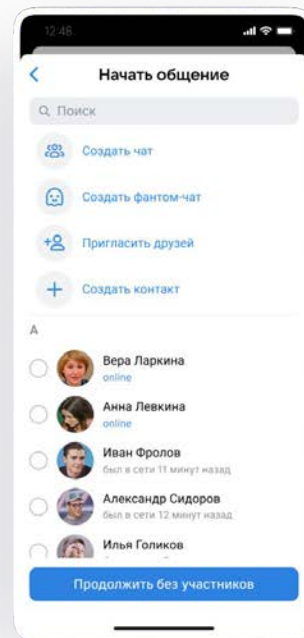 12:46
Начать общение
Поиск
Создать чат
Создать фантом-чат
Пригласить друзей
Создать контакт
А
Вера Ларкина
online
Анна Левкина
online
Иван Фролов
был в сети 11 минут назад
Александр Сидоров
был в сети 12 минут назад
Илья Голиков
Продолжить без участников